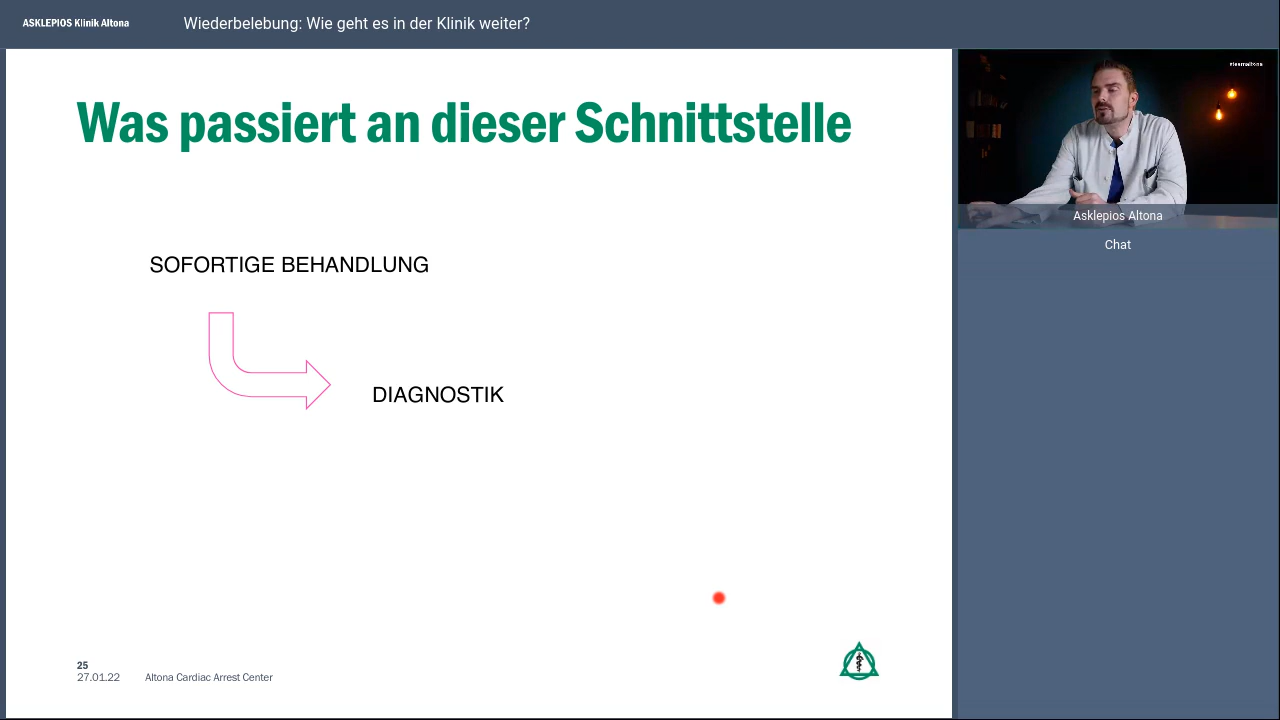 ASKLEPIOS Klinik Altona
Wiederbelebung: Wie geht es in der Klinik weiter?
Was passiert an dieser Schnittstelle
#teamaltona
SOFORTIGE BEHANDLUNG
Asklepios Altona
Chat
DIAGNOSTIK
25
27.01.22
Altona Cardiac Arrest Center